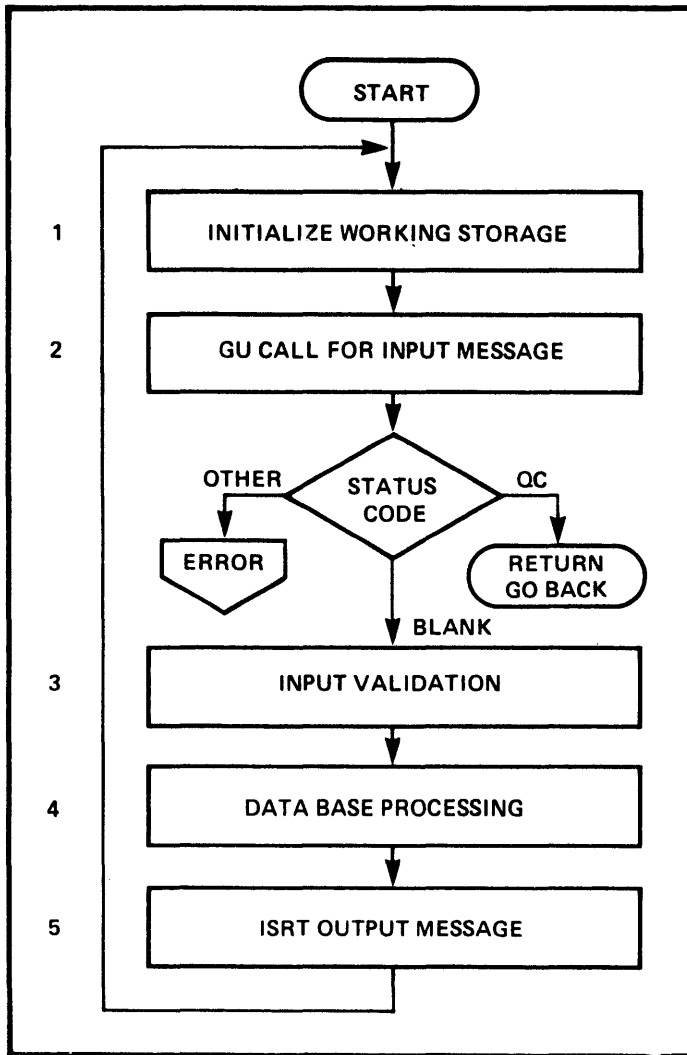 START
1 INITIALIZE WORKING STORAGE
2 GU CALL FOR INPUT MESSAGE
OTHER STATUS CODE QC
ERROR
RETURN GO BACK
BLANK
3 INPUT VALIDATION
4 DATA BASE PROCESSING
5 ISRT OUTPUT MESSAGE